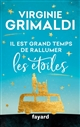 VIRGINIE
GRIMALDI
IL EST GRAND TEMPS
DE RALLUMER
les étoiles
fayard